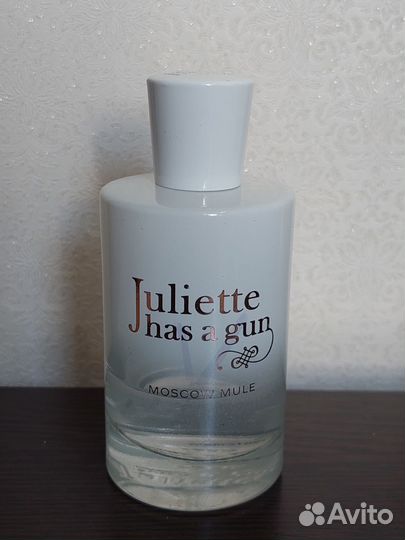 Juliette
has a gun
MOSCOW MULE
Avito